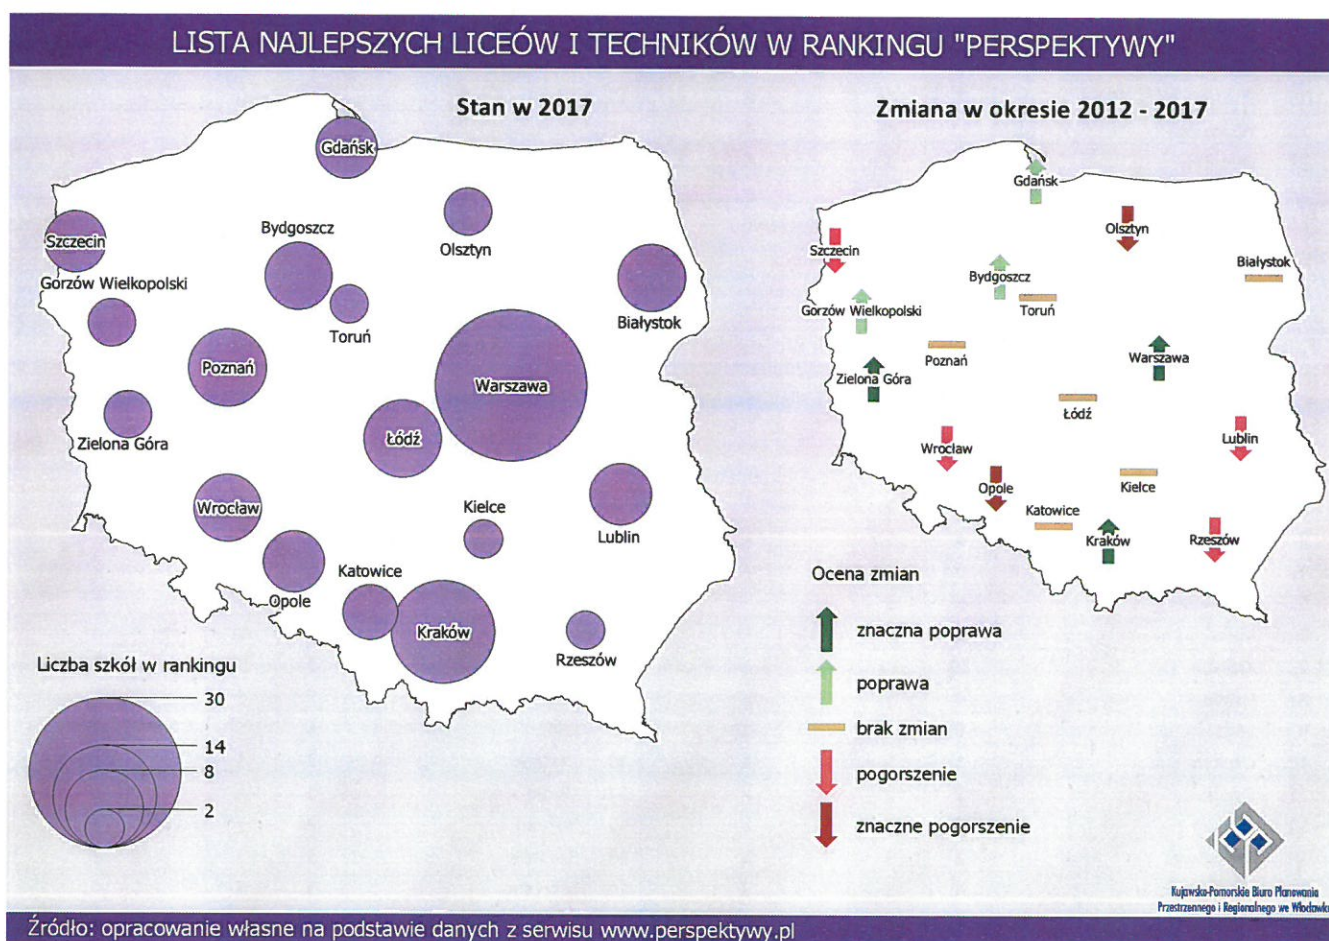 LISTA NAJLEPSZYCH LICEÓW I TECHNIKÓW W RANKINGU "PERSPEKTYWY"
Stan w 2017
Gdańsk
Szczecin
Bydgoszcz
Olsztyn
Gorzów Wielkopolski
Toruń
Białystok
Poznań
Warszawa
Zielona Góra
Łódź
Wrocław
Kielce
Lublin
Opole
Katowice
Kraków
Rzeszów
Liczba szkół w rankingu
30
14
8
2
Zmiana w okresie 2012 - 2017
Gdańsk
Olsztyn
Szczecin
Białystok
Bydgoszcz
Gorzów Wielkopolski
Toruń
Poznań
Warszawa
Zielona Góra
Łódź
Wrocław
Lublin
Opole
Kielce
Katowice
Kraków
Rzeszów
Ocena zmian
znaczna poprawa
poprawa
brak zmian
pogorszenie
znaczne pogorszenie
Kujawsko-Pomorskie Biuro Planowania
Przestrzennego i Regionalnego we Włocławku
Źródło: opracowanie własne na podstawie danych z serwisu www.perspektywy.pl